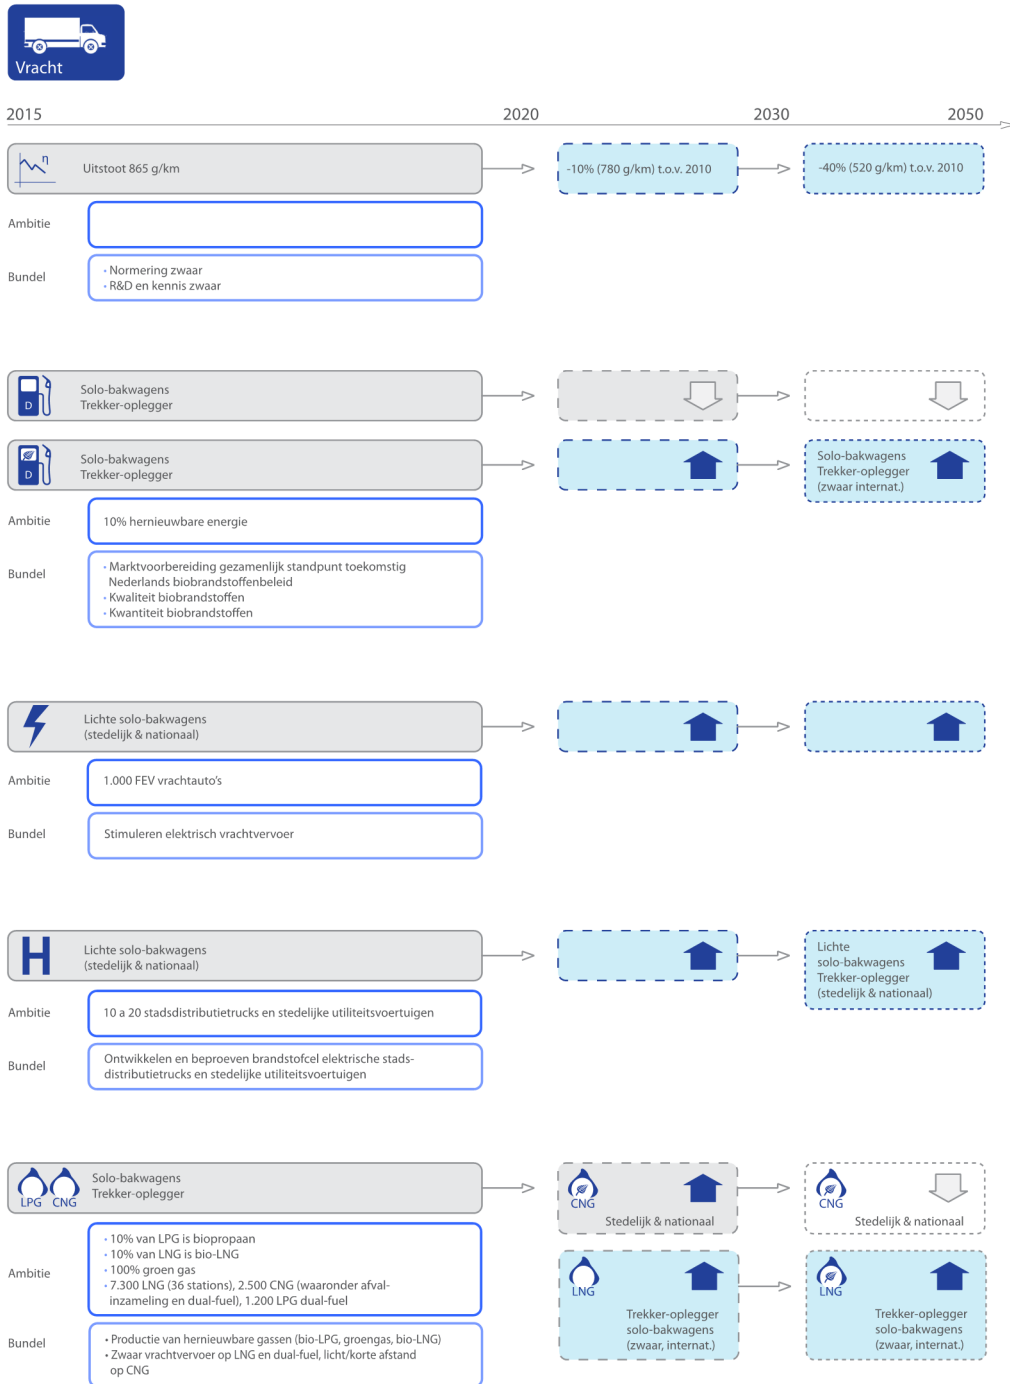 Vracht
2015 2020 2030 2050
η
Uitstoot 865 g/km
-10% (780 g/km) t.o.v. 2010
-40% (520 g/km) t.o.v. 2010
Ambitie
Bundel
• Normering zwaar
• R&D en kennis zwaar
D
Solo-bakwagens
Trekker-oplegger
D
Solo-bakwagens
Trekker-oplegger
Solo-bakwagens
Trekker-oplegger
(zwaar internat.)
Ambitie
10% hernieuwbare energie
Bundel
• Marktvoorbereiding gezamenlijk standpunt toekomstig
Nederlands biobrandstoffenbeleid
• Kwaliteit biobrandstoffen
• Kwantiteit biobrandstoffen
Lichte solo-bakwagens
(stedelijk & nationaal)
Ambitie
1.000 FEV vrachtauto’s
Bundel
Stimuleren elektrisch vrachtvervoer
H
Lichte solo-bakwagens
(stedelijk & nationaal)
Lichte
solo-bakwagens
Trekker-oplegger
(stedelijk & nationaal)
Ambitie
10 a 20 stadsdistributietrucks en stedelijke utiliteitsvoertuigen
Bundel
Ontwikkelen en beproeven brandstofcel elektrische stads-
distributietrucks en stedelijke utiliteitsvoertuigen
LPG CNG
Solo-bakwagens
Trekker-oplegger
CNG
Stedelijk & nationaal
CNG
Stedelijk & nationaal
Ambitie
• 10% van LPG is biopropaan
• 10% van LNG is bio-LNG
• 100% groen gas
• 7.300 LNG (36 stations), 2.500 CNG (waaronder afval-
inzameling en dual-fuel), 1.200 LPG dual-fuel
LNG
Trekker-oplegger
solo-bakwagens
(zwaar, internat.)
LNG
Trekker-oplegger
solo-bakwagens
(zwaar, internat.)
Bundel
• Productie van hernieuwbare gassen (bio-LPG, groengas, bio-LNG)
• Zwaar vrachtvervoer op LNG en dual-fuel, licht/korte afstand
op CNG